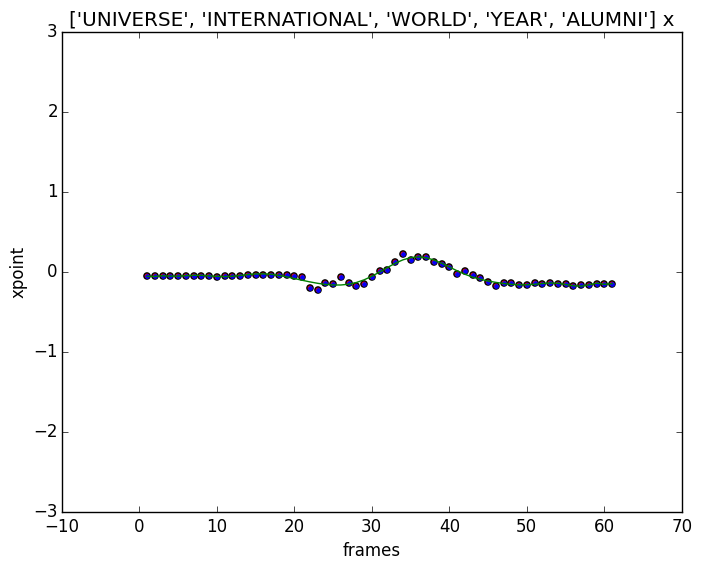 ['UNIVERSE', 'INTERNATIONAL', 'WORLD', 'YEAR', 'ALUMNI'] x
3
2
1
0
−1
−2
−3
xpoint
−10 0 10 20 30 40 50 60 70
frames